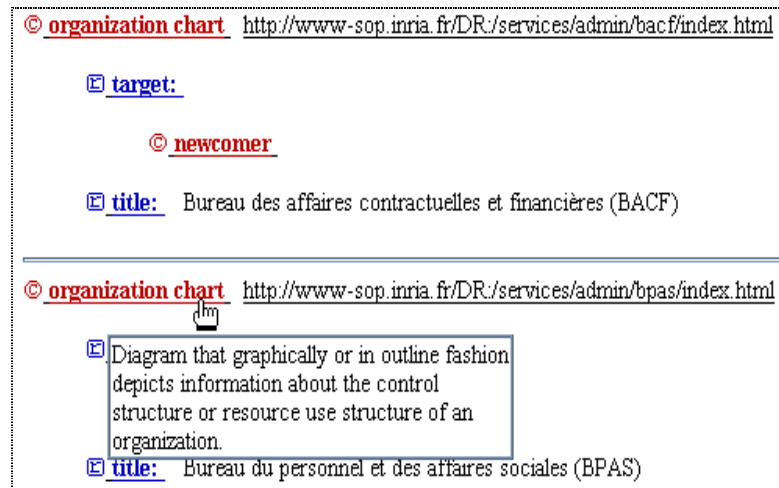 © organization chart http://www-sop.inria.fr/DR:/services/admin/bacf/index.html
r target:
© newcomer
r title: Bureau des affaires contractuelles et financières (BACF)
© organization chart http://www-sop.inria.fr/DR:/services/admin/bpas/index.html
r
Diagram that graphically or in outline fashion
depicts information about the control
structure or resource use structure of an
organization.
r title: Bureau du personnel et des affaires sociales (BPAS)